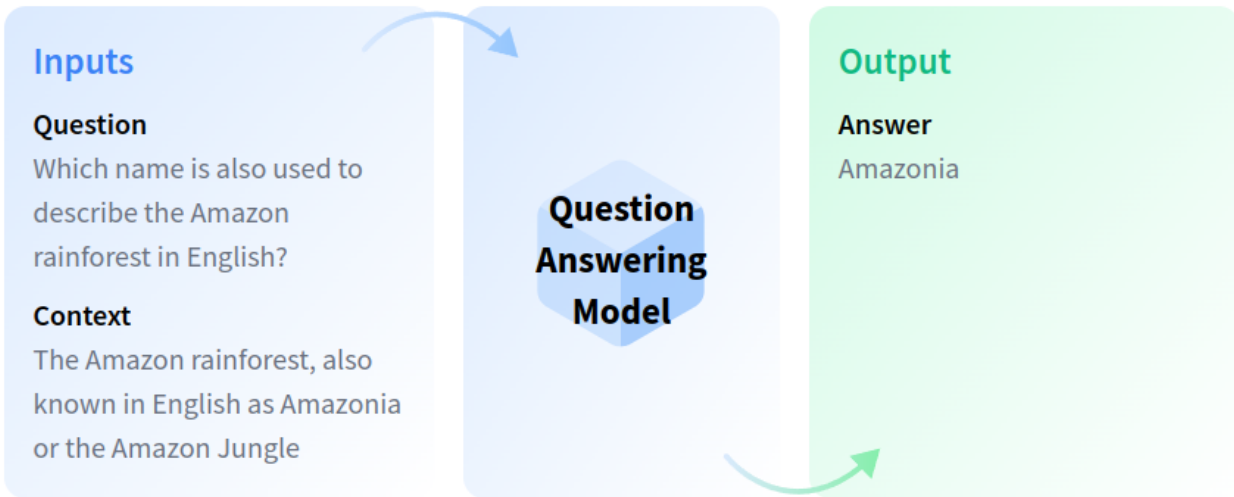 Inputs
Question
Which name is also used to
describe the Amazon
rainforest in English?
Context
The Amazon rainforest, also
known in English as Amazonia
or the Amazon Jungle
Question
Answering
Model
Output
Answer
Amazonia